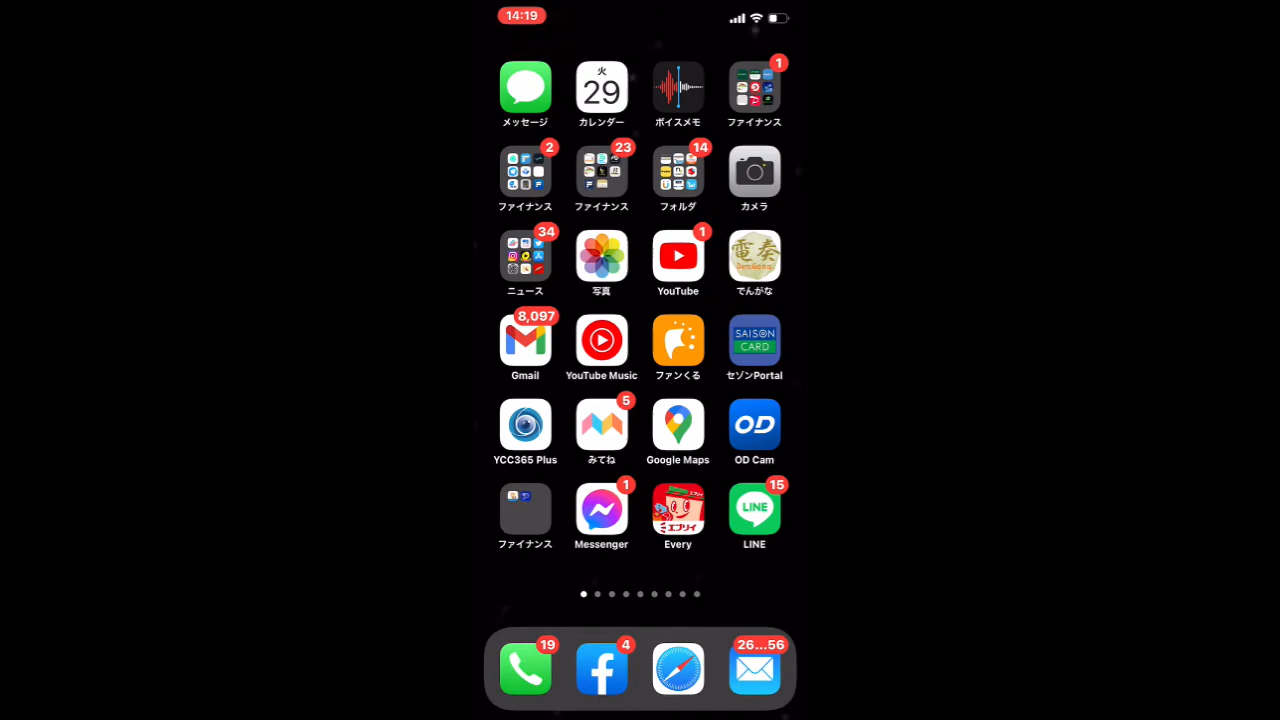 14:19
火
29
1
メッセージ
カレンダー
ボイスメモ
ファイナンス
2
23
14
ファイナンス
ファイナンス
フォルダ
カメラ
34
1
電奏
DenGana
ニュース
写真
YouTube
でんがな
8,097
SAISON
CARD
Gmail
YouTube Music
ファンくる
セゾンPortal
5
OD
YCC365 Plus
みてね
Google Maps
OD Cam
1
15
エブリイ
LINE
ファイナンス
Messenger
Every
LINE
19
4
26...56